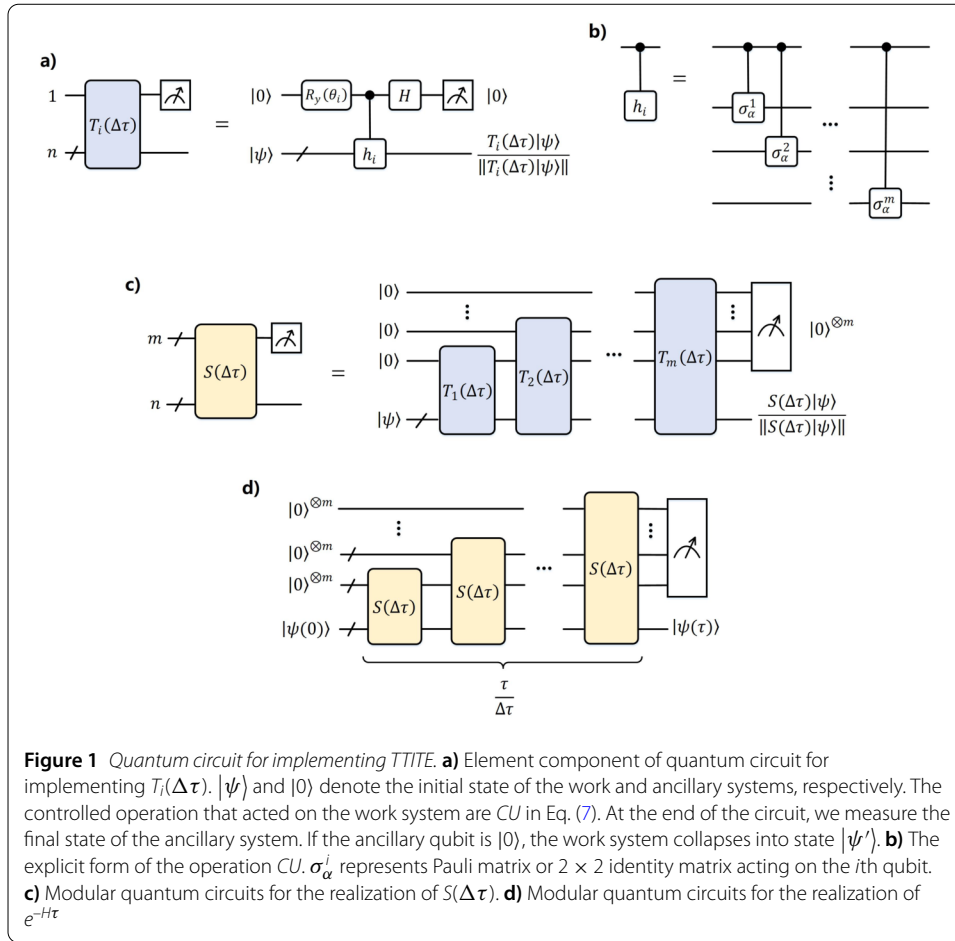 a)
1
n
T_i(Δτ)
=
|0⟩
R_y(θ_i)
H
|0⟩
|ψ⟩
h_i
T_i(Δτ)|ψ⟩
‖T_i(Δτ)|ψ⟩‖
b)
h_i
=
σ_α^1
σ_α^2
...
⋮
σ_α^m
c)
m
n
S(Δτ)
=
|0⟩
⋮
|0⟩
|0⟩
|ψ⟩
T_1(Δτ)
T_2(Δτ)
...
T_m(Δτ)
⋮
|0⟩^{⊗m}
S(Δτ)|ψ⟩
‖S(Δτ)|ψ⟩‖
d)
|0⟩^{⊗m}
⋮
|0⟩^{⊗m}
|0⟩^{⊗m}
|ψ(0)⟩
S(Δτ)
S(Δτ)
...
S(Δτ)
⋮
|ψ(τ)⟩
τ
Δτ
Figure 1 Quantum circuit for implementing TTITE. a) Element component of quantum circuit for
implementing T_i(Δτ). |ψ⟩ and |0⟩ denote the initial state of the work and ancillary systems, respectively. The
controlled operation that acted on the work system are CU in Eq. (7). At the end of the circuit, we measure the
final state of the ancillary system. If the ancillary qubit is |0⟩, the work system collapses into state |ψ′⟩. b) The
explicit form of the operation CU. σ_α^i represents Pauli matrix or 2 × 2 identity matrix acting on the ith qubit.
c) Modular quantum circuits for the realization of S(Δτ). d) Modular quantum circuits for the realization of
e^{–Hτ}